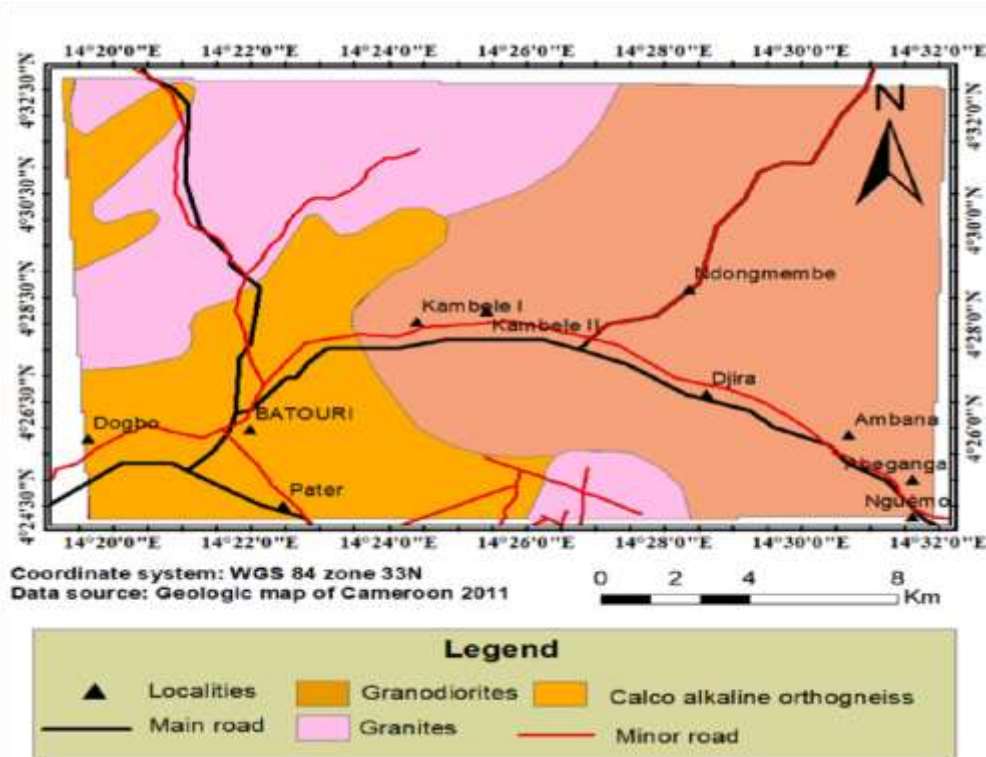 14°20'0"E 14°22'0"E 14°24'0"E 14°26'0"E 14°28'0"E 14°30'0"E 14°32'0"E
4°32'30"N
4°30'30"N
4°28'30"N
4°26'30"N
4°24'30"N
N
4°32'0"N
4°30'0"N
4°28'0"N
4°26'0"N
Ndongmembe
Kambele I
Kambele II
Djira
Dogbo
BATOURI
Ambana
Abeganga
Pater
Nguemo
14°20'0"E 14°22'0"E 14°24'0"E 14°26'0"E 14°28'0"E 14°30'0"E 14°32'0"E
Coordinate system: WGS 84 zone 33N
Data source: Geologic map of Cameroon 2011
0 2 4 8
Km
Legend
Localities Granodiorites Calco alkaline orthogneiss
Main road Granites Minor road